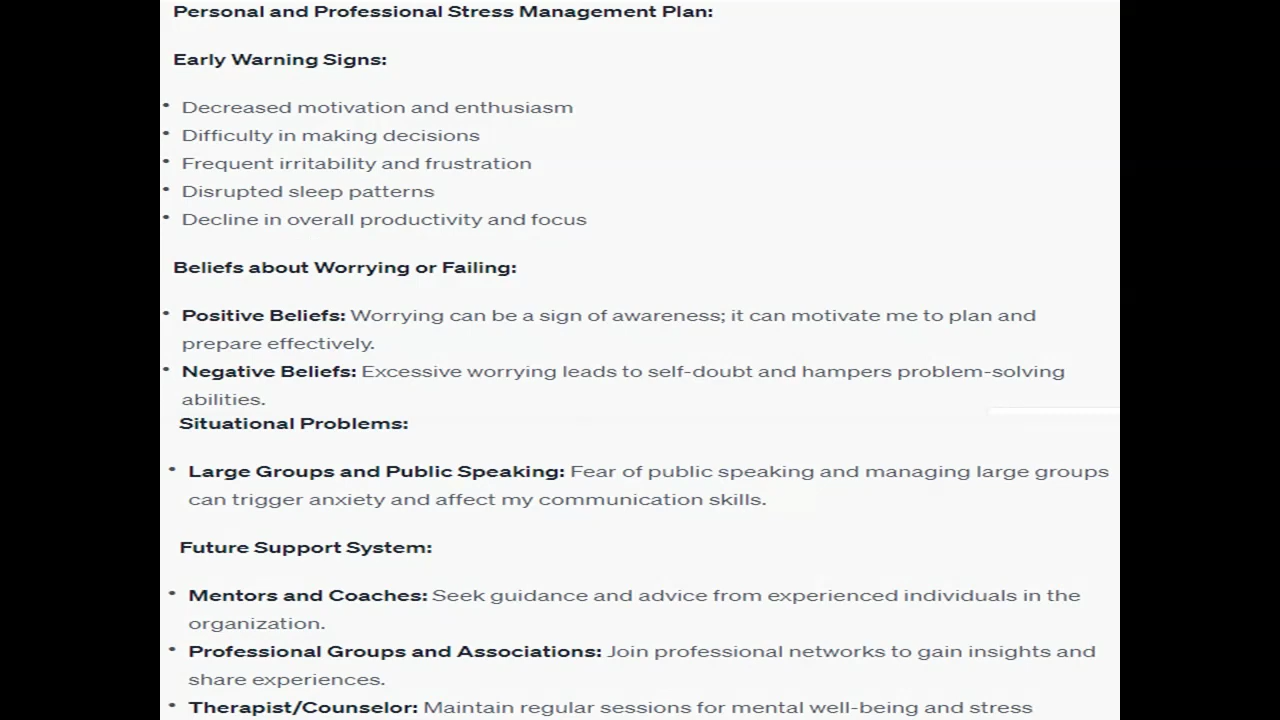 Personal and Professional Stress Management Plan:
Early Warning Signs:
• Decreased motivation and enthusiasm
• Difficulty in making decisions
• Frequent irritability and frustration
• Disrupted sleep patterns
• Decline in overall productivity and focus
Beliefs about Worrying or Failing:
• Positive Beliefs: Worrying can be a sign of awareness; it can motivate me to plan and
prepare effectively.
• Negative Beliefs: Excessive worrying leads to self-doubt and hampers problem-solving
abilities.
Situational Problems:
• Large Groups and Public Speaking: Fear of public speaking and managing large groups
can trigger anxiety and affect my communication skills.
Future Support System:
• Mentors and Coaches: Seek guidance and advice from experienced individuals in the
organization.
• Professional Groups and Associations: Join professional networks to gain insights and
share experiences.
• Therapist/Counselor: Maintain regular sessions for mental well-being and stress